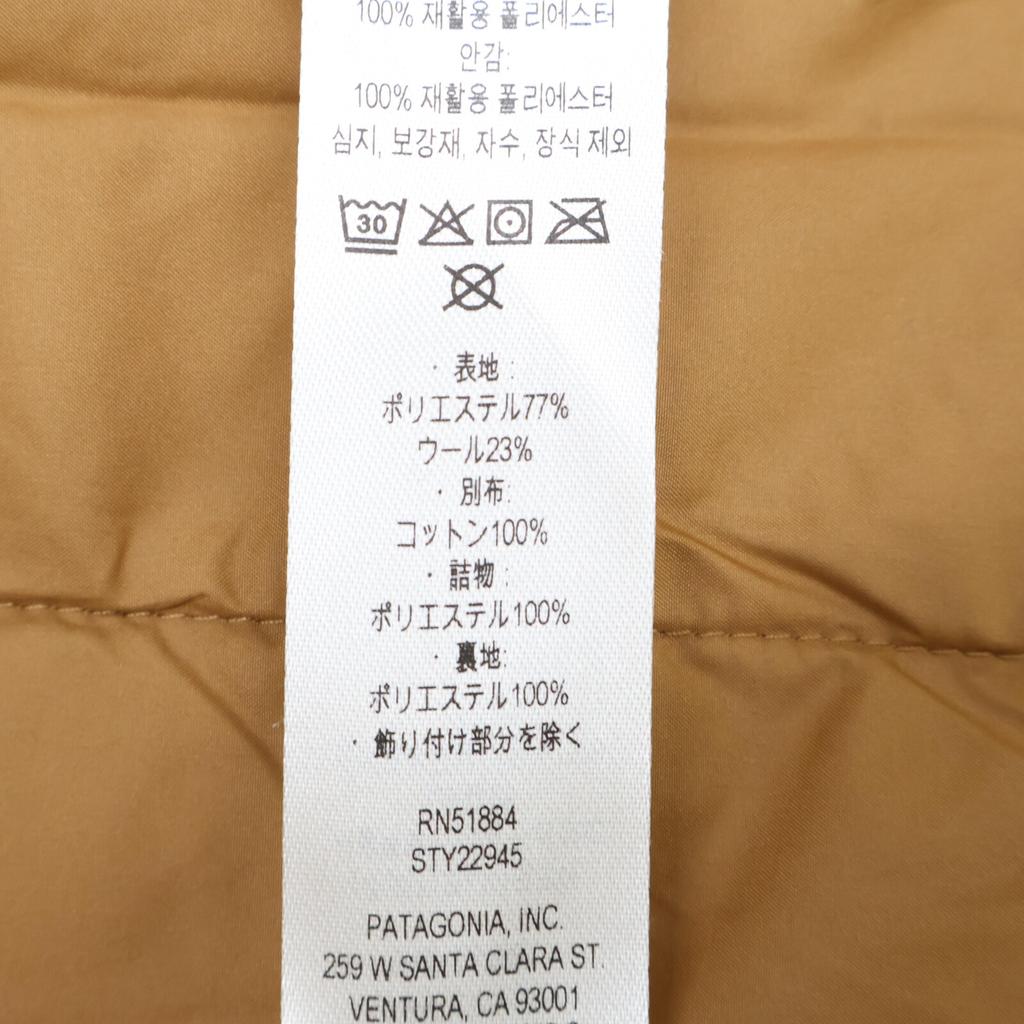 100% 재활용 폴리에스터
안감:
100% 재활용 폴리에스터
심지, 보강재, 자수, 장식 제외
30
・表地:
ポリエステル77%
ウール23%
・別布:
コットン100%
・詰物:
ポリエステル100%
・裏地:
ポリエステル100%
・飾り付け部分を除く
RN51884
STY22945
PATAGONIA, INC.
259 W SANTA CLARA ST.
VENTURA, CA 93001